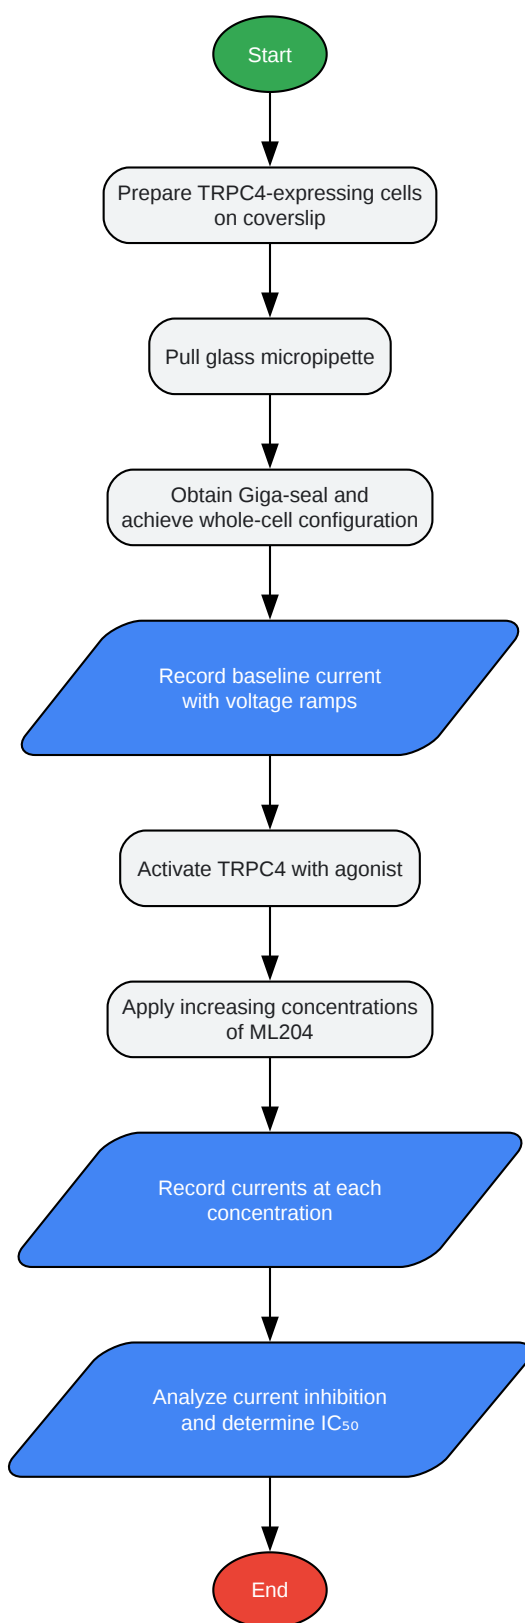 Start
Prepare TRPC4-expressing cells
on coverslip
Pull glass micropipette
Obtain Giga-seal and
achieve whole-cell configuration
Record baseline current
with voltage ramps
Activate TRPC4 with agonist
Apply increasing concentrations
of ML204
Record currents at each
concentration
Analyze current inhibition
and determine IC₅₀
End